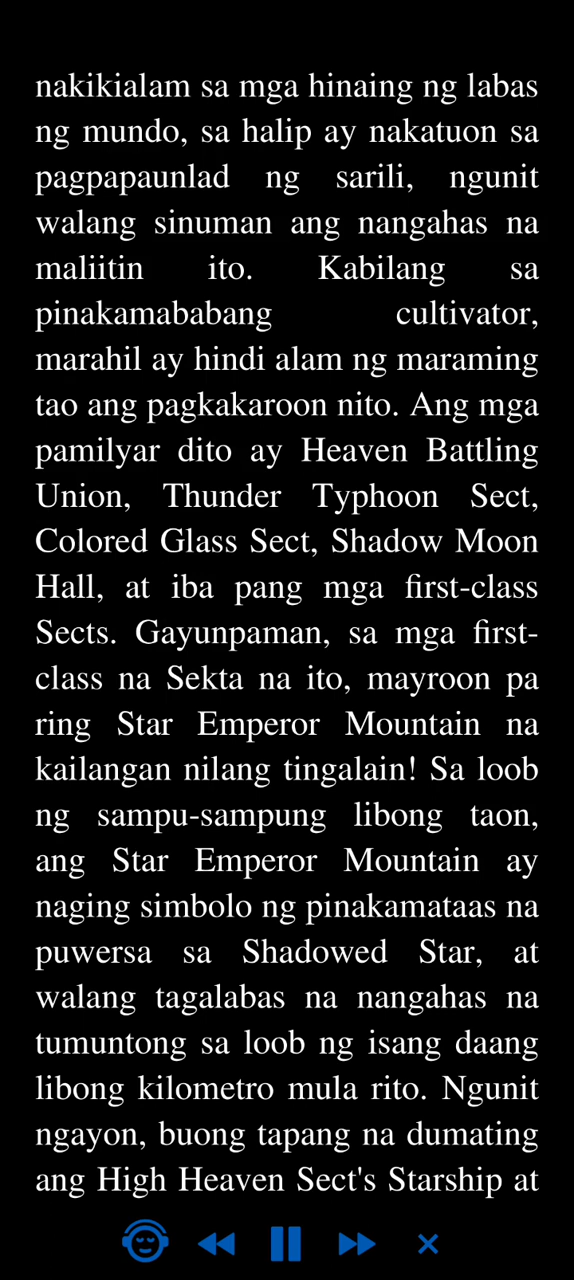 nakikialam sa mga hinaing ng labas
ng mundo, sa halip ay nakatuon sa
pagpapaunlad ng sarili, ngunit
walang sinuman ang nangahas na
maliitin ito. Kabilang sa
pinakamababang cultivator,
marahil ay hindi alam ng maraming
tao ang pagkakaroon nito. Ang mga
pamilyar dito ay Heaven Battling
Union, Thunder Typhoon Sect,
Colored Glass Sect, Shadow Moon
Hall, at iba pang mga first-class
Sects. Gayunpaman, sa mga first-
class na Sekta na ito, mayroon pa
ring Star Emperor Mountain na
kailangan nilang tingalain! Sa loob
ng sampu-sampung libong taon,
ang Star Emperor Mountain ay
naging simbolo ng pinakamataas na
puwersa sa Shadowed Star, at
walang tagalabas na nangahas na
tumuntong sa loob ng isang daang
libong kilometro mula rito. Ngunit
ngayon, buong tapang na dumating
ang High Heaven Sect's Starship at